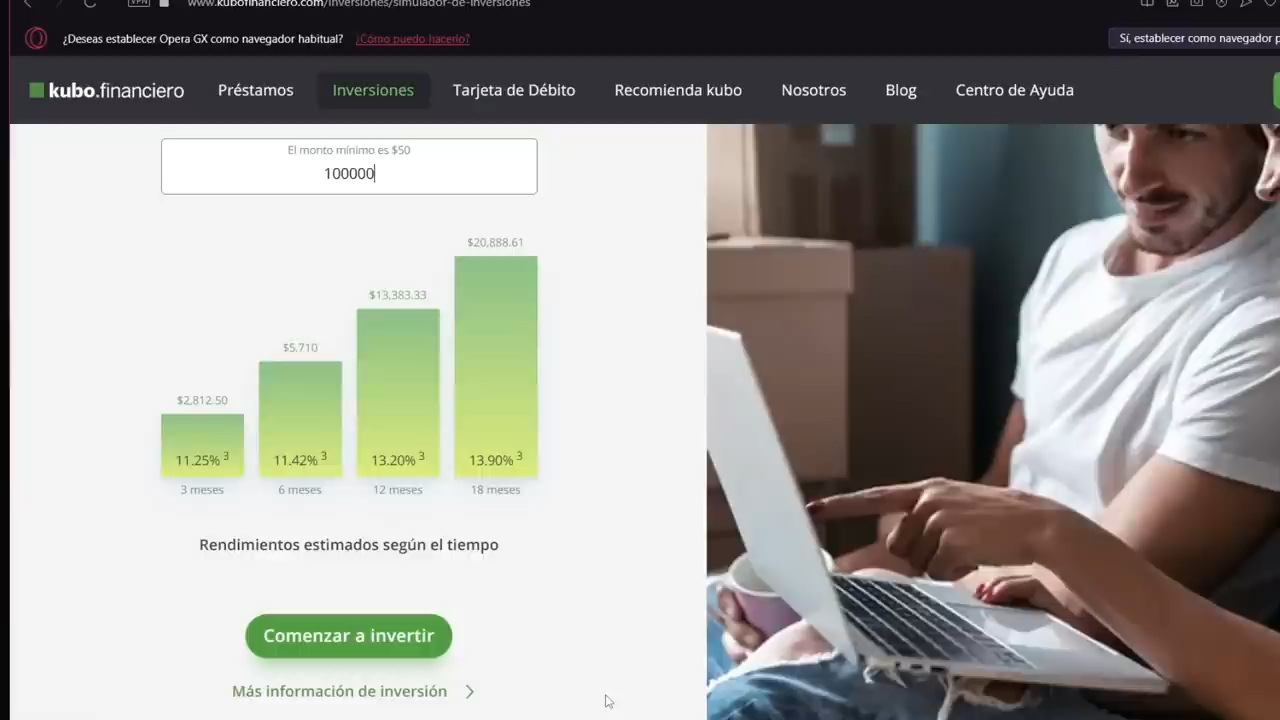 VPN www.kubofinanciero.com/inversiones/simulador-de-inversiones
¿Deseas establecer Opera GX como navegador habitual? ¿Cómo puedo hacerlo? Sí, establecer como navegador p
kubo.financiero Préstamos Inversiones Tarjeta de Débito Recomienda kubo Nosotros Blog Centro de Ayuda
El monto mínimo es $50
100000
$20,888.61
$13,383.33
$5,710
$2,812.50
11.25% 3 11.42% 3 13.20% 3 13.90% 3
3 meses 6 meses 12 meses 18 meses
Rendimientos estimados según el tiempo
Comenzar a invertir
Más información de inversión